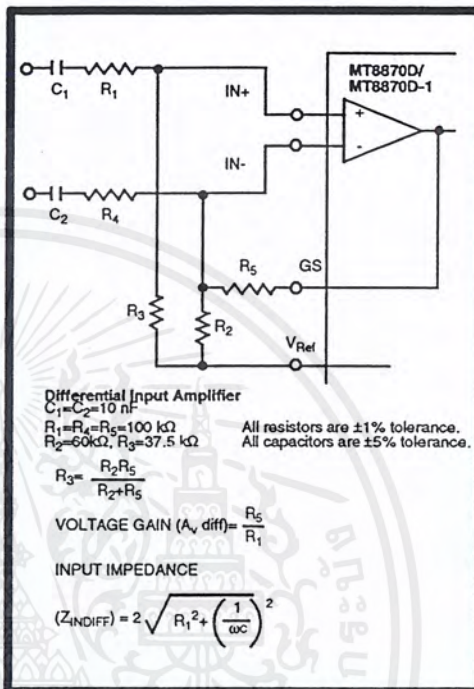 MT8870D/
MT8870D-1
C1
R1
IN+
+
IN-
-
C2
R4
R5
GS
R3
R2
VRef
Differential Input Amplifier
C1=C2=10 nF
R1=R4=R5=100 kΩ
All resistors are ±1% tolerance.
R2=60kΩ, R3=37.5 kΩ
All capacitors are ±5% tolerance.
R3= R2R5 / R2+R5
VOLTAGE GAIN (Av diff)= R5 / R1
INPUT IMPEDANCE
(ZINDIFF) = 2 √ R1² + (1 / ωc)²